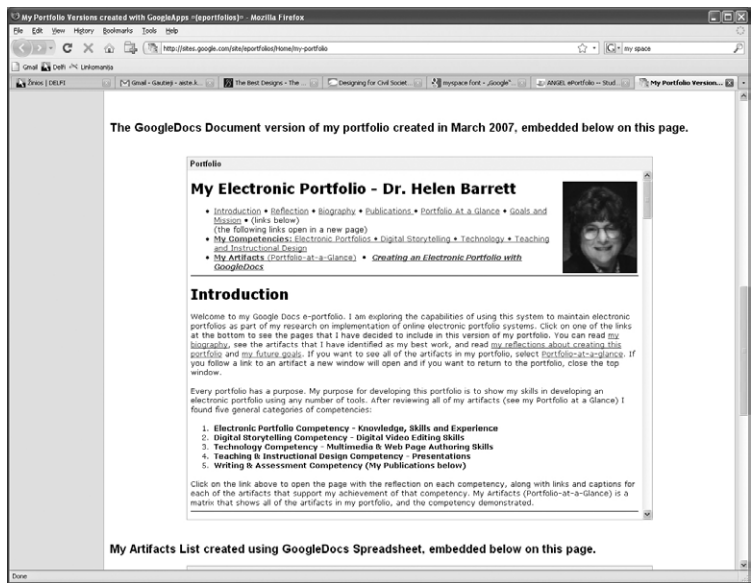 My Portfolio Versions created with GoogleApps =(eportfolios)= - Mozilla Firefox
File Edit View History Bookmarks Tools Help
http://sites.google.com/site/eportfolios/Home/my-portfolio
my space
Gmail Delfi Linkomanija
Žinios | DELFI
Gmail - Gautieji - aiste.k...
The Best Designs - The ...
Designing for Civil Societ...
myspace font - „Google“...
ANGEL ePortfolio -- Stud...
My Portfolio Version...
The GoogleDocs Document version of my portfolio created in March 2007, embedded below on this page.
Portfolio
My Electronic Portfolio - Dr. Helen Barrett
• Introduction • Reflection • Biography • Publications • Portfolio At a Glance • Goals and
Mission • (links below)
(the following links open in a new page)
• My Competencies: Electronic Portfolios • Digital Storytelling • Technology • Teaching
and Instructional Design
• My Artifacts (Portfolio-at-a-Glance) • Creating an Electronic Portfolio with
GoogleDocs
Introduction
Welcome to my Google Docs e-portfolio. I am exploring the capabilities of using this system to maintain electronic
portfolios as part of my research on implementation of online electronic portfolio systems. Click on one of the links
at the bottom to see the pages that I have decided to include in this version of my portfolio. You can read my
biography, see the artifacts that I have identified as my best work, and read my reflections about creating this
portfolio and my future goals. If you want to see all of the artifacts in my portfolio, select Portfolio-at-a-glance. If
you follow a link to an artifact a new window will open and if you want to return to the portfolio, close the top
window.
Every portfolio has a purpose. My purpose for developing this portfolio is to show my skills in developing an
electronic portfolio using any number of tools. After reviewing all of my artifacts (see my Portfolio at a Glance) I
found five general categories of competencies:
1. Electronic Portfolio Competency - Knowledge, Skills and Experience
2. Digital Storytelling Competency - Digital Video Editing Skills
3. Technology Competency - Multimedia & Web Page Authoring Skills
4. Teaching & Instructional Design Competency - Presentations
5. Writing & Assessment Competency (My Publications below)
Click on the link above to open the page with the reflection on each competency, along with links and captions for
each of the artifacts that support my achievement of that competency. My Artifacts (Portfolio-at-a-Glance) is a
matrix that shows all of the artifacts in my portfolio, and the competency demonstrated.
My Artifacts List created using GoogleDocs Spreadsheet, embedded below on this page.
Done